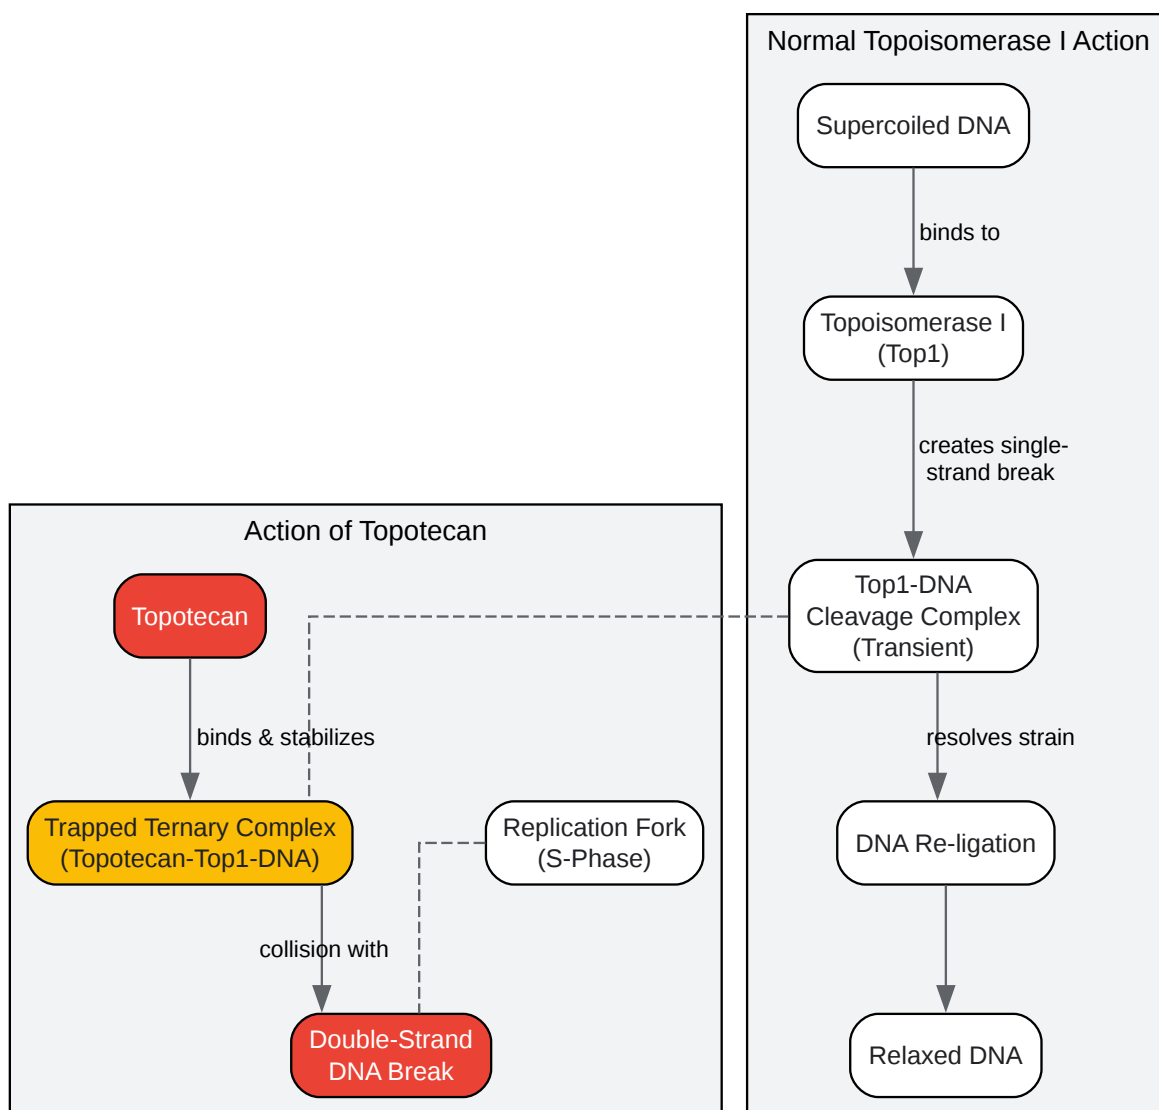 Normal Topoisomerase I Action
Supercoiled DNA
binds to
Topoisomerase I
(Top1)
creates single-
strand break
Top1-DNA
Cleavage Complex
(Transient)
resolves strain
DNA Re-ligation
Relaxed DNA
Action of Topotecan
Topotecan
binds & stabilizes
Trapped Ternary Complex
(Topotecan-Top1-DNA)
Replication Fork
(S-Phase)
collision with
Double-Strand
DNA Break